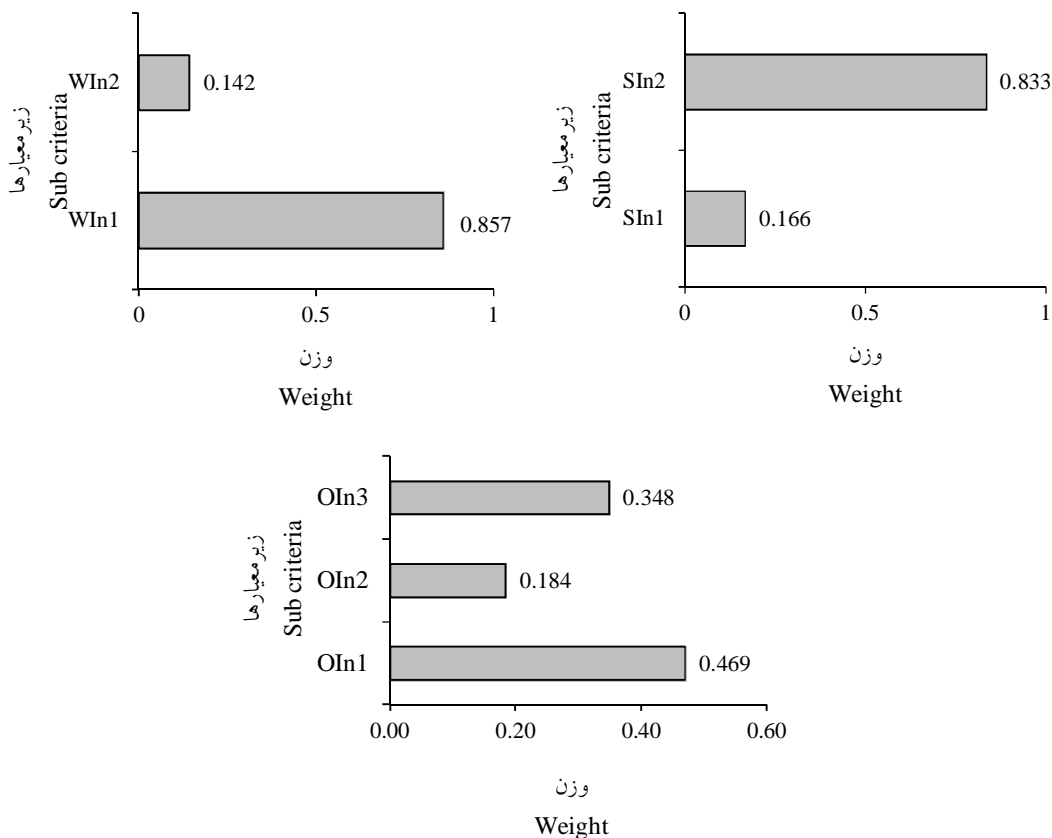 WIn2
0.142
WIn1
0.857
زیرمعیارها
Sub criteria
0
0.5
1
وزن
Weight
SIn2
0.833
SIn1
0.166
زیرمعیارها
Sub criteria
0
0.5
1
وزن
Weight
OIn3
0.348
OIn2
0.184
OIn1
0.469
زیرمعیارها
Sub criteria
0.00
0.20
0.40
0.60
وزن
Weight